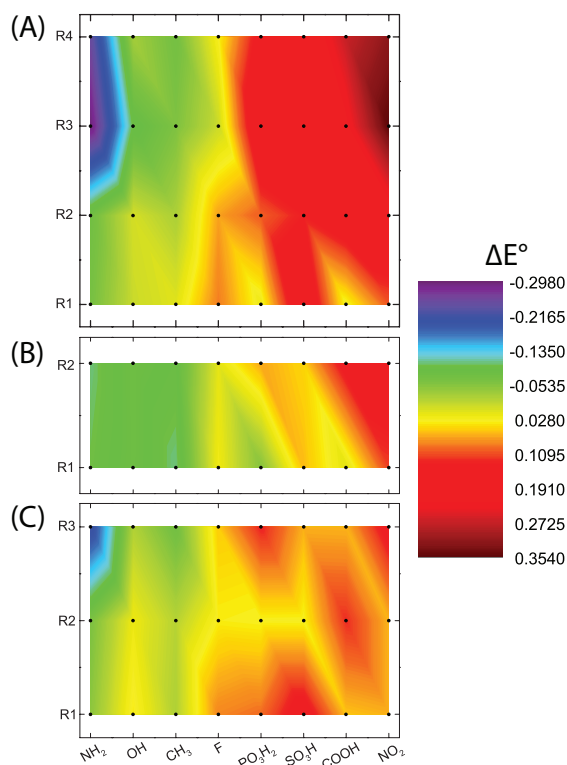 (A)
R4
R3
R2
R1
(B)
R2
R1
(C)
R3
R2
R1
NH₂
OH
CH₃
F
PO₃H₂
SO₃H
COOH
NO₂
ΔE°
-0.2980
-0.2165
-0.1350
-0.0535
0.0280
0.1095
0.1910
0.2725
0.3540